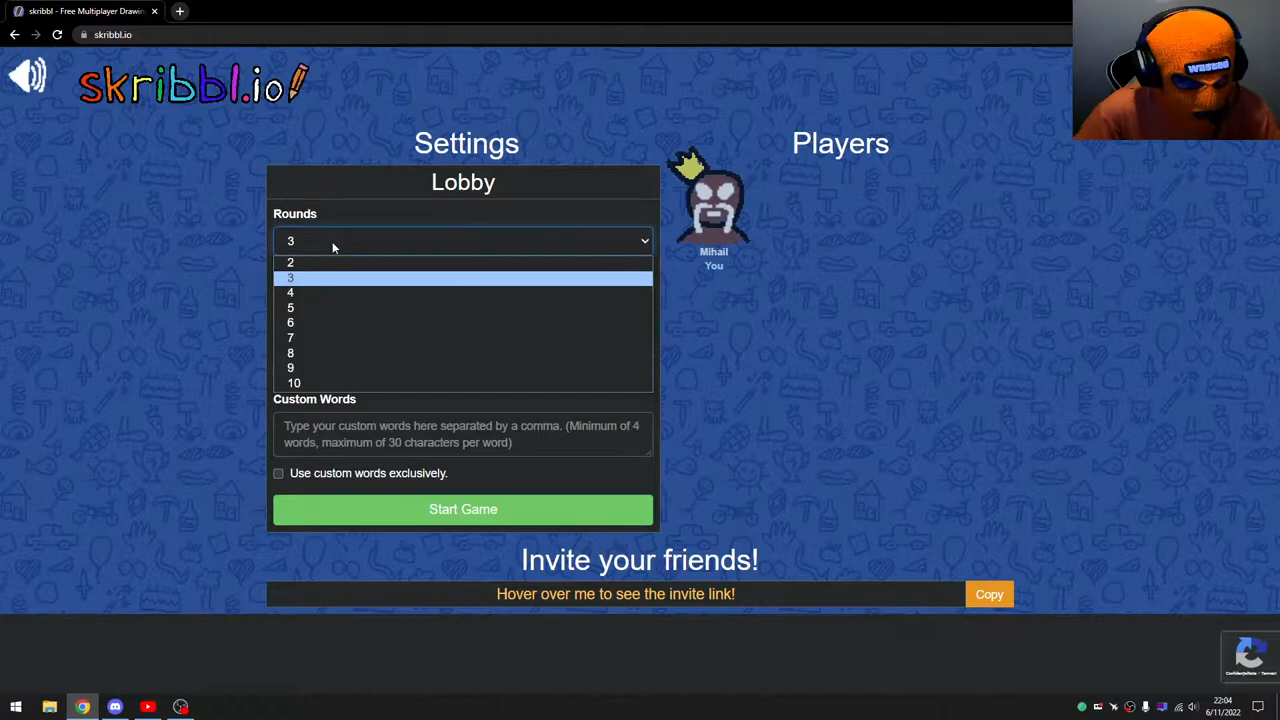 skribbl - Free Multiplayer Drawin
skribbl.io
skribbl.io
Wasted
Settings
Players
Lobby
Rounds
3
2
3
4
5
6
7
8
9
10
Mihail
You
Custom Words
Type your custom words here separated by a comma. (Minimum of 4
words, maximum of 30 characters per word)
Use custom words exclusively.
Start Game
Invite your friends!
Hover over me to see the invite link!
Copy
22:04
6/11/2022